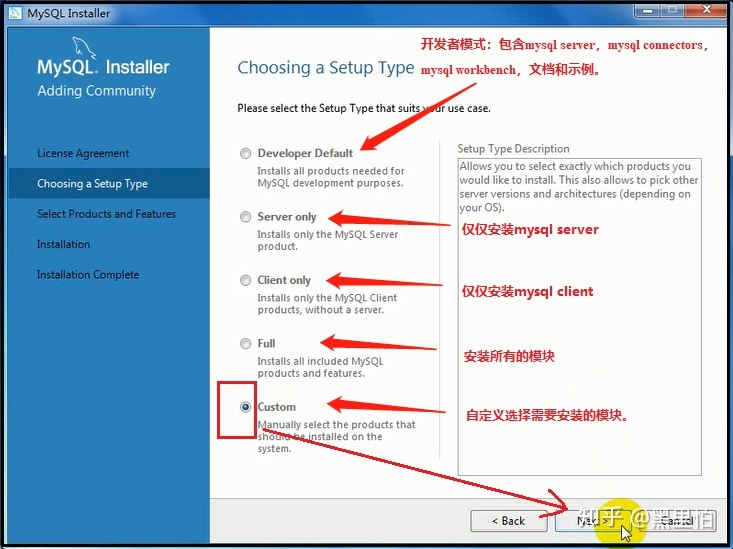 MySQL Installer
MySQL. Installer
Adding Community
License Agreement
Choosing a Setup Type
Select Products and Features
Installation
Installation Complete
Choosing a Setup Type
开发者模式：包含mysql server，mysql connectors，
mysql workbench，文档和示例。
Please select the Setup Type that suits your use case.
Developer Default
Installs all products needed for
MySQL development purposes.
Server only
Installs only the MySQL Server
product.
Client only
Installs only the MySQL Client
products, without a server.
Full
Installs all included MySQL
products and features.
Custom
Manually select the products that
should be installed on the
system.
Setup Type Description
Allows you to select exactly which products you
would like to install. This also allows to pick other
server versions and architectures (depending on
your OS).
仅仅安装mysql server
仅仅安装mysql client
安装所有的模块
自定义选择需要安装的模块。
< Back
Next >
Cancel
知乎 @黑里怕